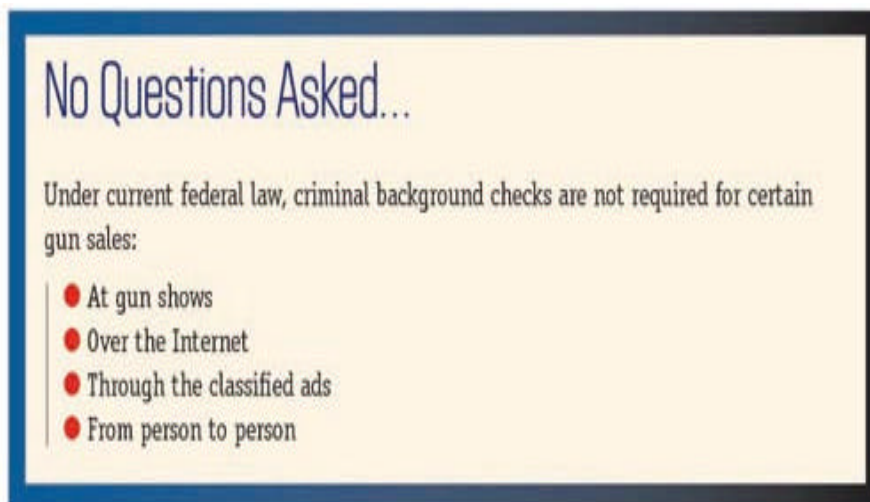 No Questions Asked...
Under current federal law, criminal background checks are not required for certain
gun sales:
At gun shows
Over the Internet
Through the classified ads
From person to person